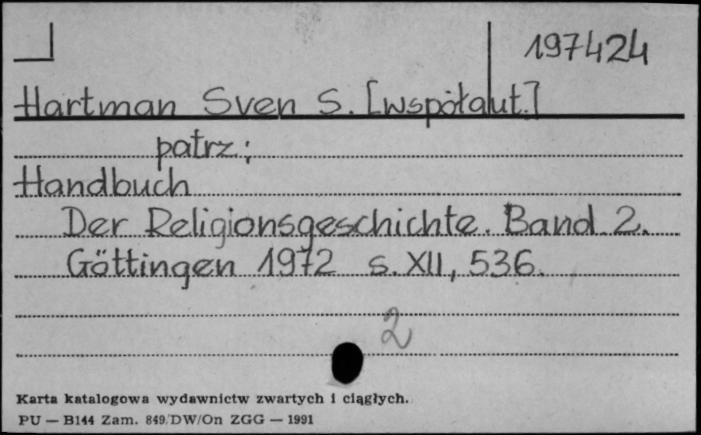 197424
Hartman Sven S. [współaut.]
patrz:
Handbuch
Der Religionsgeschichte. Band 2.
Göttingen 1972 s. XII, 536.
2
Karta katalogowa wydawnictw zwartych i ciągłych.
PU — B144 Zam. 849/DW/On ZGG — 1991